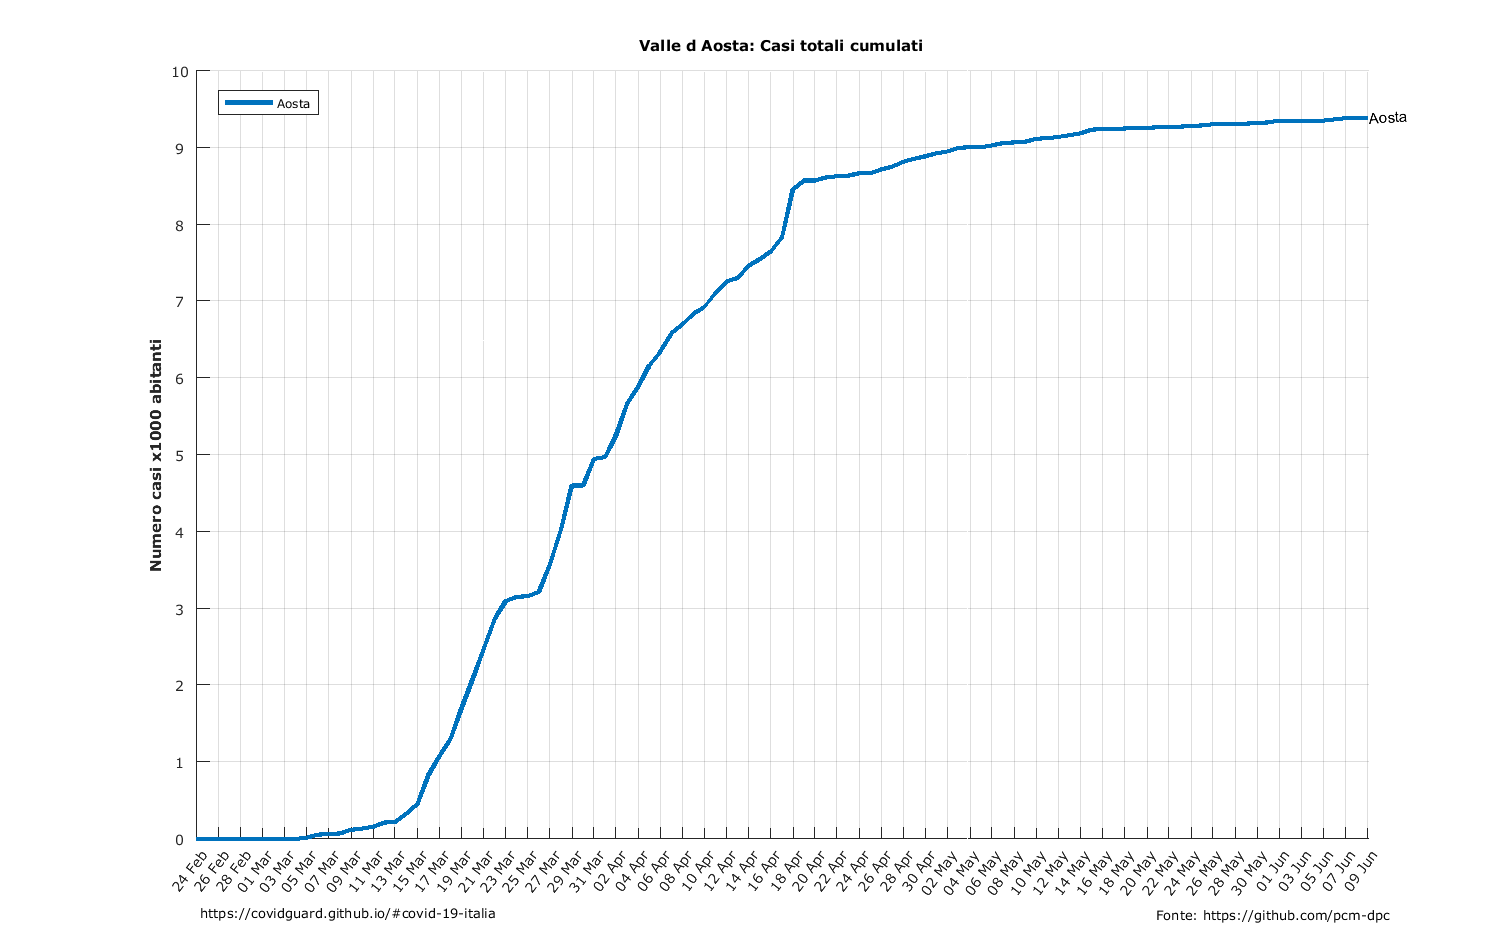 Valle d Aosta: Casi totali cumulati
10
9
8
7
6
5
4
3
2
1
0
Numero casi x1000 abitanti
Aosta
Aosta
24 Feb
26 Feb
28 Feb
01 Mar
03 Mar
05 Mar
07 Mar
09 Mar
11 Mar
13 Mar
15 Mar
17 Mar
19 Mar
21 Mar
23 Mar
25 Mar
27 Mar
29 Mar
31 Mar
02 Apr
04 Apr
06 Apr
08 Apr
10 Apr
12 Apr
14 Apr
16 Apr
18 Apr
20 Apr
22 Apr
24 Apr
26 Apr
28 Apr
30 Apr
02 May
04 May
06 May
08 May
10 May
12 May
14 May
16 May
18 May
20 May
22 May
24 May
26 May
28 May
30 May
01 Jun
03 Jun
05 Jun
07 Jun
09 Jun
https://covidguard.github.io/#covid-19-italia
Fonte: https://github.com/pcm-dpc